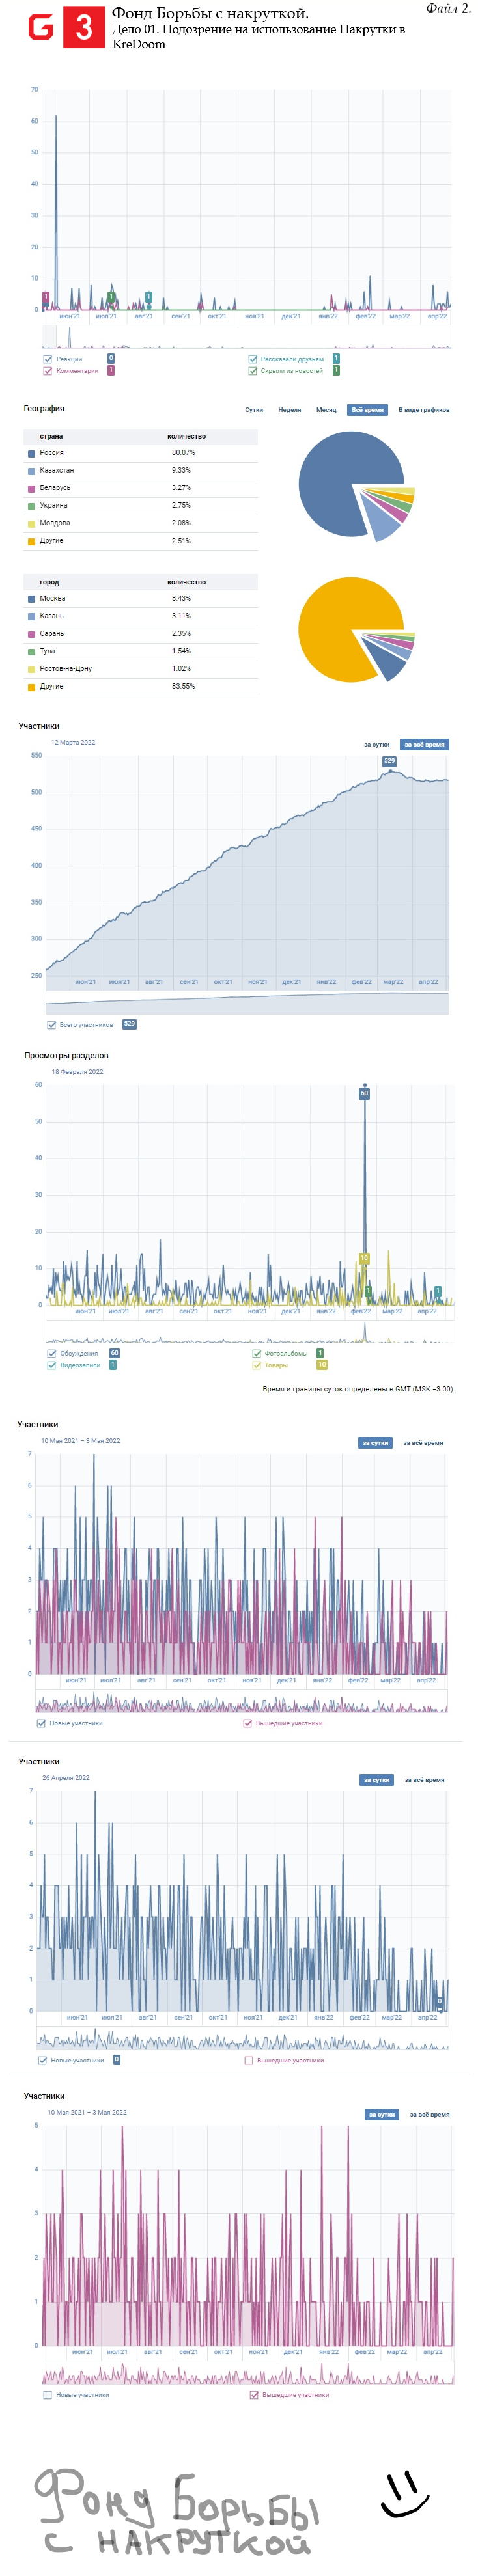 Файл 2.
G 3
Фонд Борьбы с накруткой.
Дело 01. Подозрение на использование Накрутки в
KreDoom
70
60
50
40
30
20
10
0
1 1 1
июн'21 июл'21 авг'21 сен'21 окт'21 ноя'21 дек'21 янв'22 фев'22 мар'22 апр'22
Реакции 0 Рассказали друзьям 1
Комментарии 1 Скрыли из новостей 1
География Сутки Неделя Месяц Всё время В виде графиков
страна количество
Россия 80.07%
Казахстан 9.33%
Беларусь 3.27%
Украина 2.75%
Молдова 2.08%
Другие 2.51%
город количество
Москва 8.43%
Казань 3.11%
Сарань 2.35%
Тула 1.54%
Ростов-на-Дону 1.02%
Другие 83.55%
Участники
12 Марта 2022 за сутки за всё время
550
529
500
450
400
350
300
250
июн'21 июл'21 авг'21 сен'21 окт'21 ноя'21 дек'21 янв'22 фев'22 мар'22 апр'22
Всего участников 529
Просмотры разделов
18 Февраля 2022
60
60
50
40
30
20
10
10
1 1
0
июн'21 июл'21 авг'21 сен'21 окт'21 ноя'21 дек'21 янв'22 фев'22 мар'22 апр'22
Обсуждения 60 Фотоальбомы 1
Видеозаписи 1 Товары 10
Время и границы суток определены в GMT (MSK −3:00).
Участники
10 Мая 2021 – 3 Мая 2022 за сутки за всё время
7
6
5
4
3
2
1
0
июн'21 июл'21 авг'21 сен'21 окт'21 ноя'21 дек'21 янв'22 фев'22 мар'22 апр'22
Новые участники Вышедшие участники
Участники
26 Апреля 2022 за сутки за всё время
7
6
5
4
3
2
1
0
0
июн'21 июл'21 авг'21 сен'21 окт'21 ноя'21 дек'21 янв'22 фев'22 мар'22 апр'22
Новые участники 0 Вышедшие участники
Участники
10 Мая 2021 – 3 Мая 2022 за сутки за всё время
5
4
3
2
1
0
июн'21 июл'21 авг'21 сен'21 окт'21 ноя'21 дек'21 янв'22 фев'22 мар'22 апр'22
Новые участники Вышедшие участники
Фонд Борьбы
с накруткой